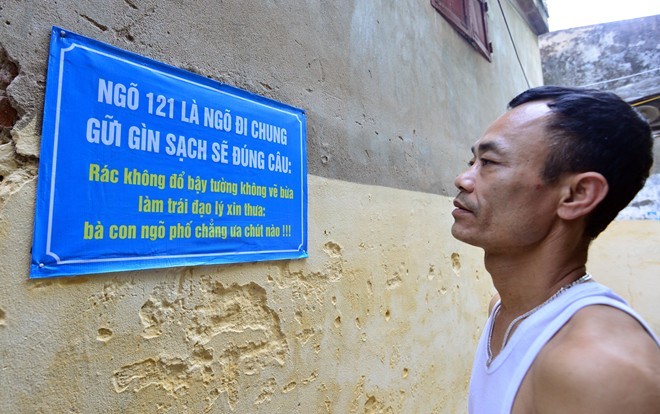 NGÕ 121 LÀ NGÕ ĐI CHUNG
GỮI GÌN SẠCH SẼ ĐÚNG CÂU:
Rác không đổ bậy tường không vẽ bừa
làm trái đạo lý xin thưa:
bà con ngõ phố chẳng ưa chút nào !!!